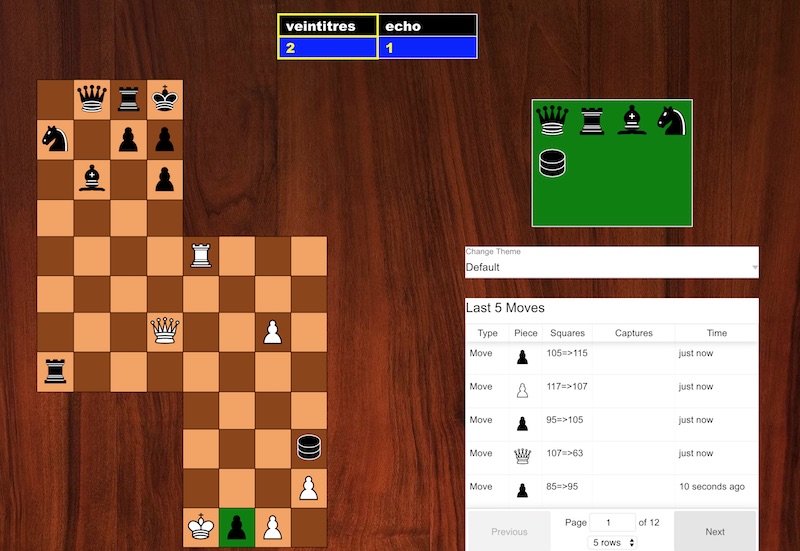 veintitres echo
2 1
Change Theme
Default
Last 5 Moves
Type Piece Squares Captures Time
Move 105=>115 just now
Move 117=>107 just now
Move 95=>105 just now
Move 107=>63 just now
Move 85=>95 10 seconds ago
Previous Page 1 of 12 Next
5 rows